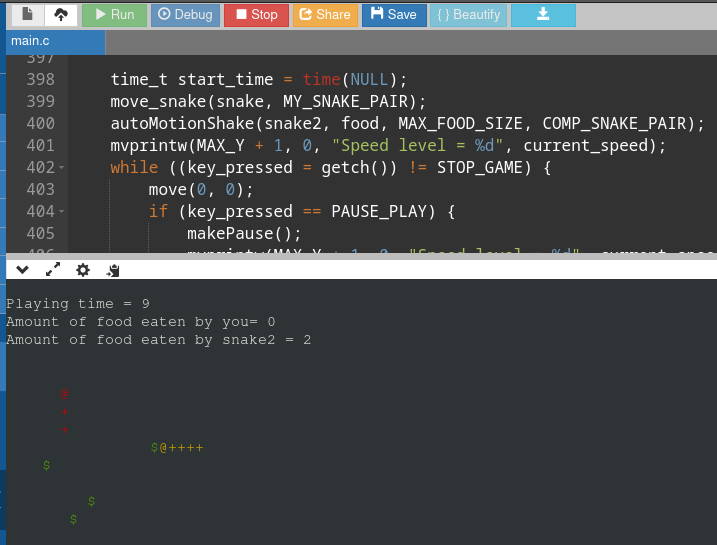 Run Debug Stop Share Save { } Beautify
main.c
397
398 time_t start_time = time(NULL);
399 move_snake(snake, MY_SNAKE_PAIR);
400 autoMotionShake(snake2, food, MAX_FOOD_SIZE, COMP_SNAKE_PAIR);
401 mvprintw(MAX_Y + 1, 0, "Speed level = %d", current_speed);
402 while ((key_pressed = getch()) != STOP_GAME) {
403 move(0, 0);
404 if (key_pressed == PAUSE_PLAY) {
405 makePause();
Playing time = 9
Amount of food eaten by you= 0
Amount of food eaten by snake2 = 2
@
+
+
$@++++
$
$
$